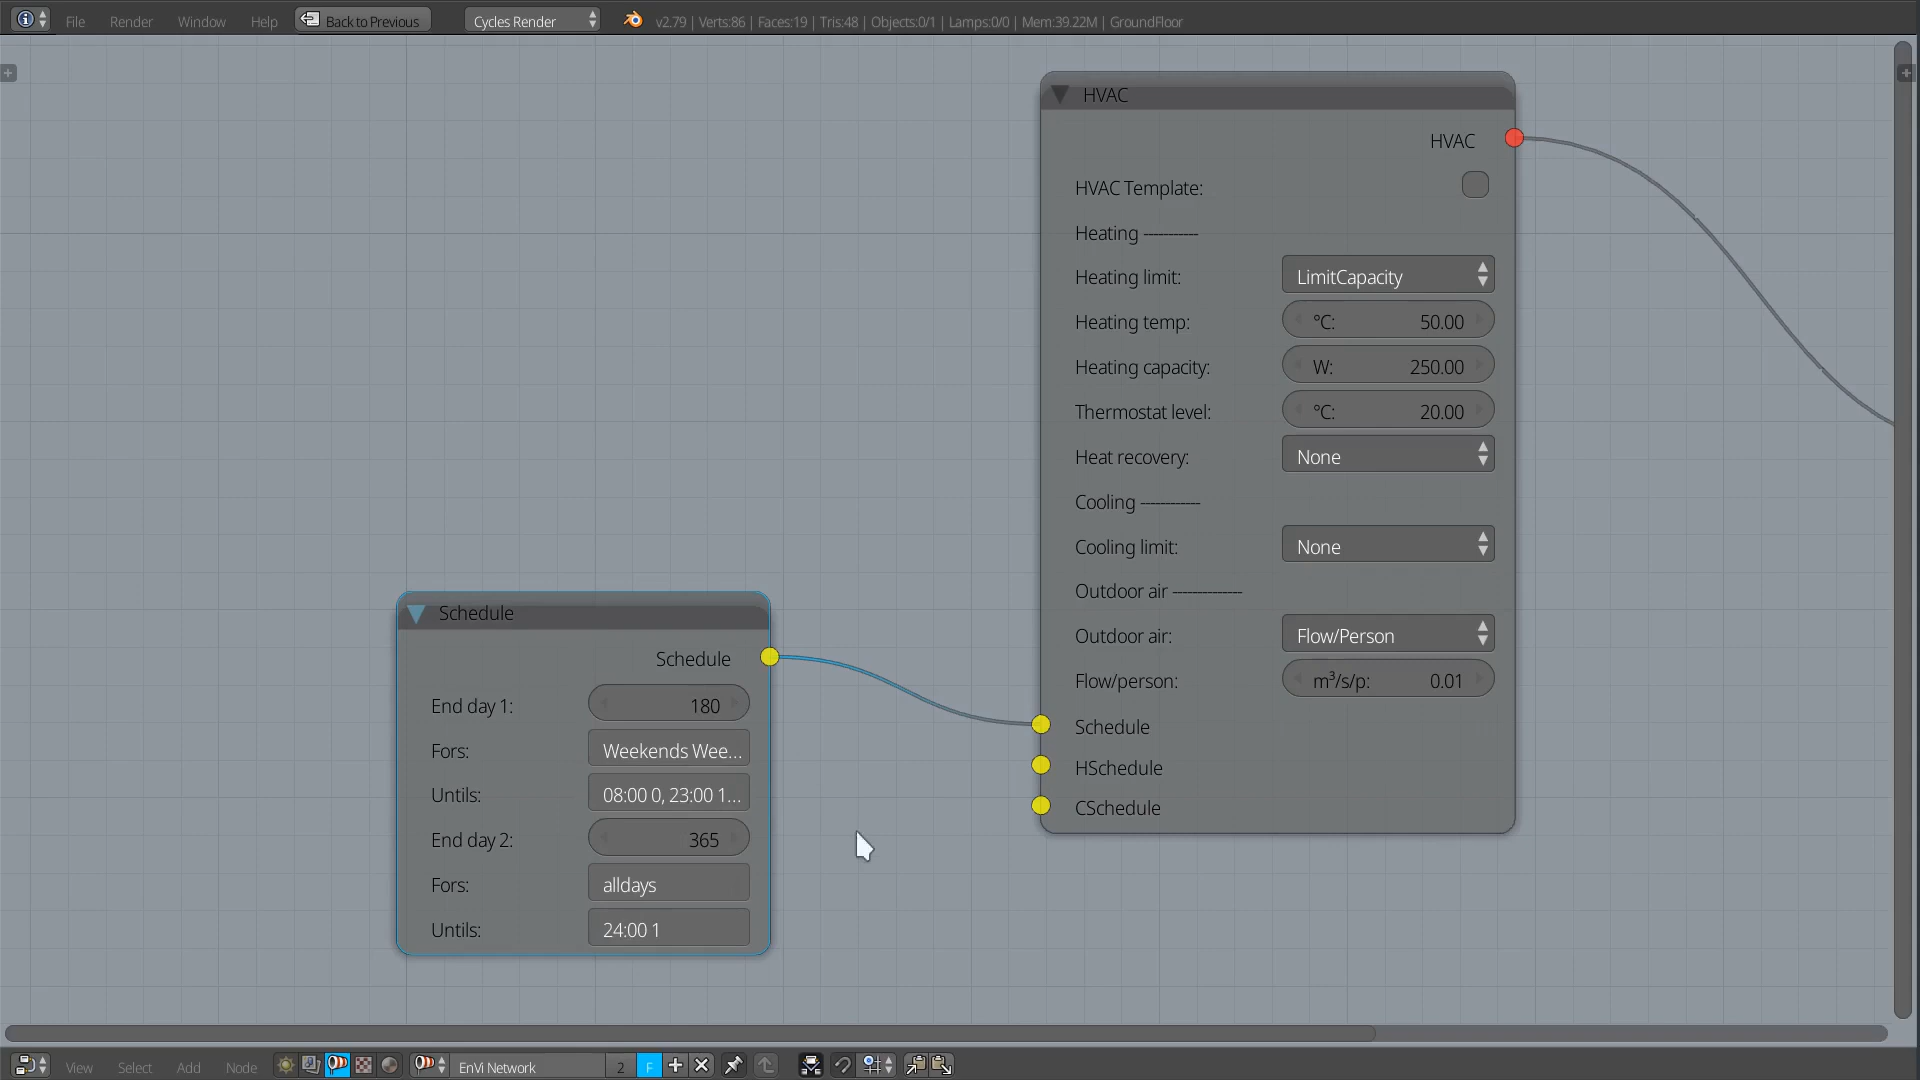 File Render Window Help Back to Previous Cycles Render v2.79 | Verts:86 | Faces:19 | Tris:48 | Objects:0/1 | Lamps:0/0 | Mem:39.22M | GroundFloor
HVAC
HVAC
HVAC Template:
Heating -----------
Heating limit: LimitCapacity
Heating temp: °C: 50.00
Heating capacity: W: 250.00
Thermostat level: °C: 20.00
Heat recovery: None
Cooling ------------
Cooling limit: None
Outdoor air --------------
Outdoor air: Flow/Person
Flow/person: m³/s/p: 0.01
Schedule
HSchedule
CSchedule
Schedule
Schedule
End day 1: 180
Fors: Weekends Wee...
Untils: 08:00 0, 23:00 1...
End day 2: 365
Fors: alldays
Untils: 24:00 1
View Select Add Node EnVi Network 2 F